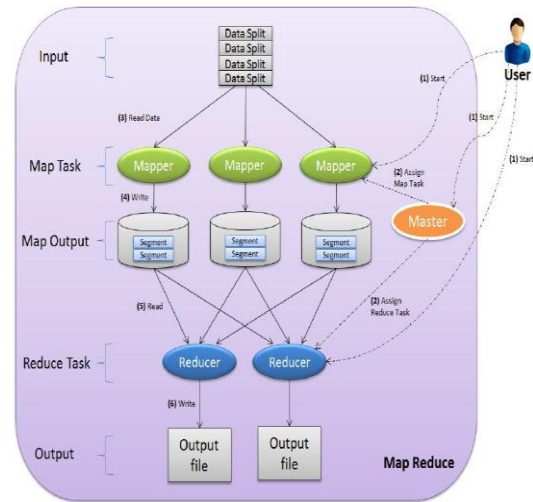 Data Split
Data Split
Data Split
Data Split
Input
User
(1) Start
(1) Start
(1) Start
(3) Read Data
Map Task
Mapper
Mapper
Mapper
(2) Assign
Map Task
(4) Write
Master
Map Output
Segment
Segment
Segment
Segment
Segment
Segment
(5) Read
(2) Assign
Reduce Task
Reduce Task
Reducer
Reducer
(6) Write
Output
Output
file
Output
file
Map Reduce